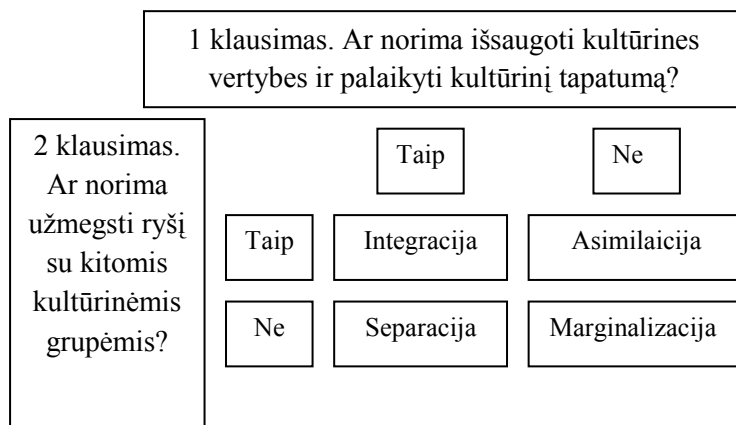 1 klausimas. Ar norima išsaugoti kultūrines
vertybes ir palaikyti kultūrinį tapatumą?
2 klausimas.
Ar norima
užmegsti ryšį
su kitomis
kultūrinėmis
grupėmis?
Taip
Ne
Taip
Integracija
Asimilaicija
Ne
Separacija
Marginalizacija